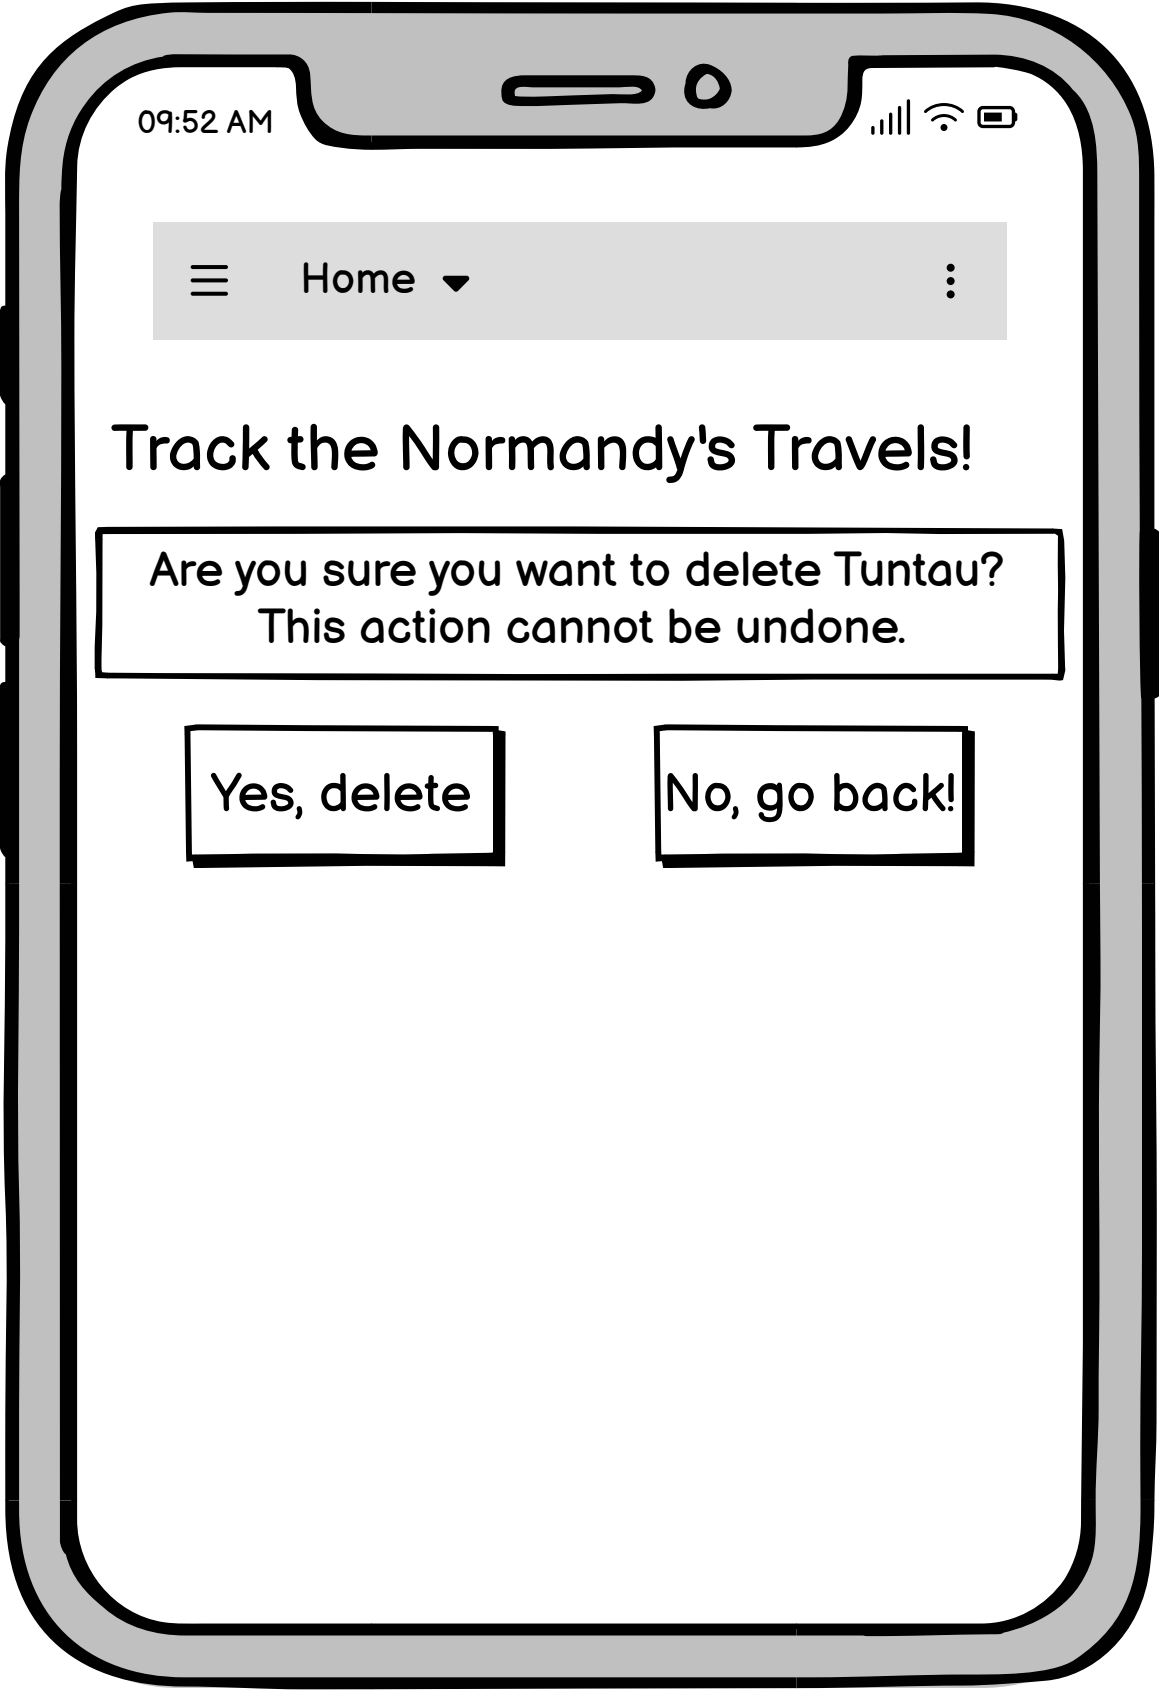 09:52 AM
Home
Track the Normandy's Travels!
Are you sure you want to delete Tuntau?
This action cannot be undone.
Yes, delete
No, go back!